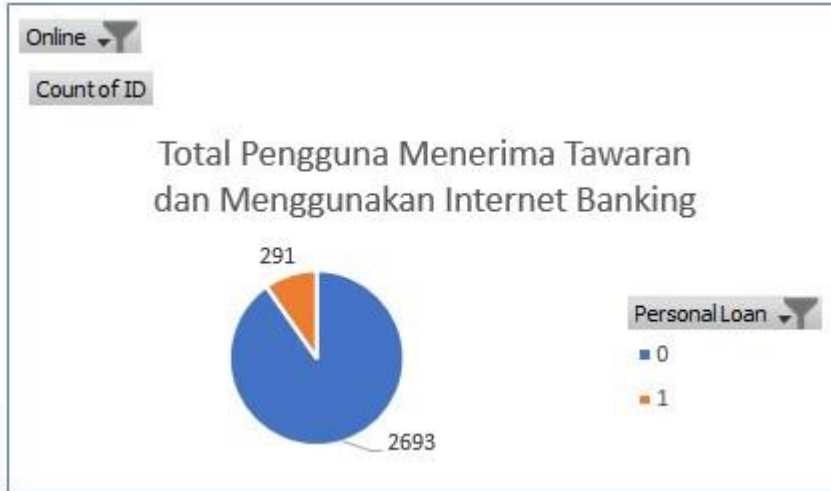 Online
Count of ID
Total Pengguna Menerima Tawaran
dan Menggunakan Internet Banking
291
2693
Personal Loan
0
1